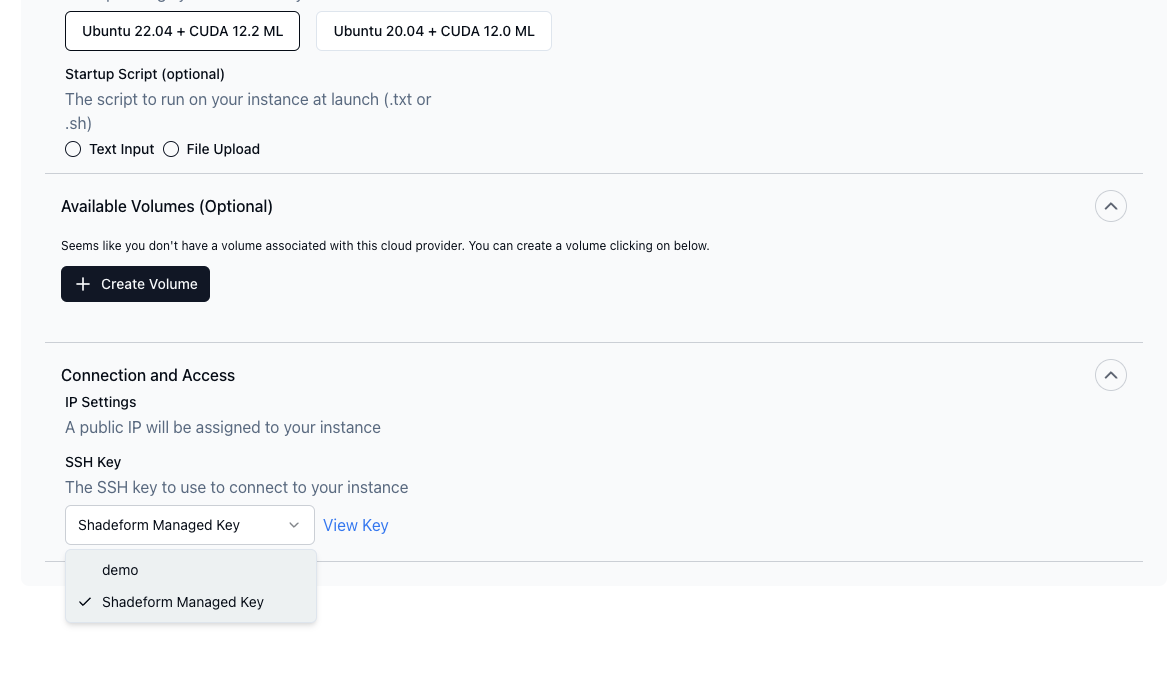 Ubuntu 22.04 + CUDA 12.2 ML
Ubuntu 20.04 + CUDA 12.0 ML
Startup Script (optional)
The script to run on your instance at launch (.txt or
.sh)
Text Input
File Upload
Available Volumes (Optional)
Seems like you don't have a volume associated with this cloud provider. You can create a volume clicking on below.
Create Volume
Connection and Access
IP Settings
A public IP will be assigned to your instance
SSH Key
The SSH key to use to connect to your instance
Shadeform Managed Key
View Key
demo
Shadeform Managed Key